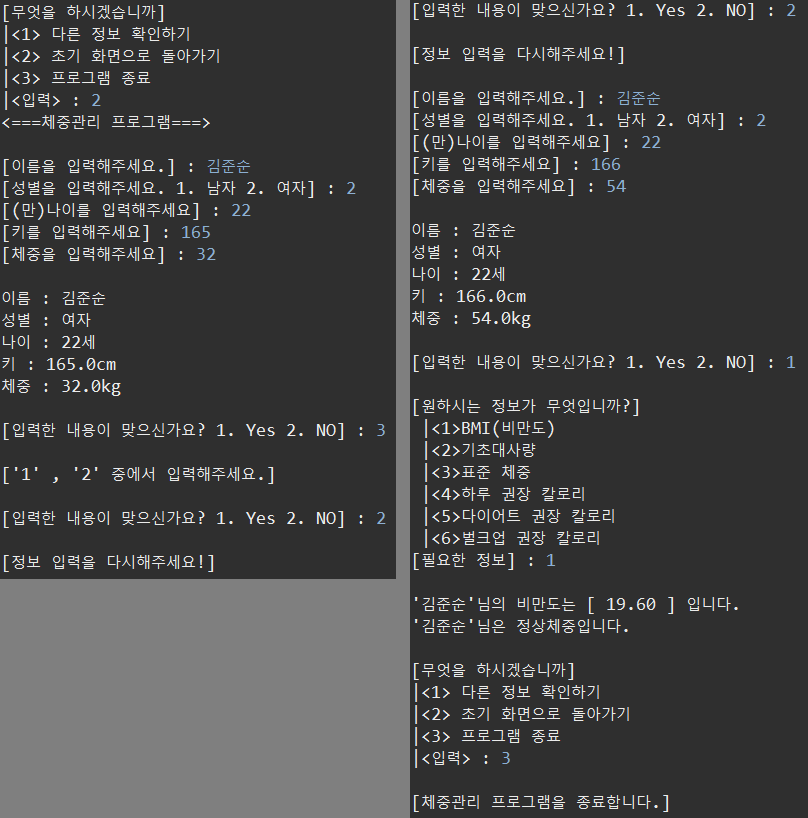 [무엇을 하시겠습니까]
|<1> 다른 정보 확인하기
|<2> 초기 화면으로 돌아가기
|<3> 프로그램 종료
|<입력> : 2
<===체중관리 프로그램===>
[이름을 입력해주세요.] : 김준순
[성별을 입력해주세요. 1. 남자 2. 여자] : 2
[(만)나이를 입력해주세요] : 22
[키를 입력해주세요] : 165
[체중을 입력해주세요] : 32
이름 : 김준순
성별 : 여자
나이 : 22세
키 : 165.0cm
체중 : 32.0kg
[입력한 내용이 맞으신가요? 1. Yes 2. NO] : 3
['1' , '2' 중에서 입력해주세요.]
[입력한 내용이 맞으신가요? 1. Yes 2. NO] : 2
[정보 입력을 다시해주세요!]
[입력한 내용이 맞으신가요? 1. Yes 2. NO] : 2
[정보 입력을 다시해주세요!]
[이름을 입력해주세요.] : 김준순
[성별을 입력해주세요. 1. 남자 2. 여자] : 2
[(만)나이를 입력해주세요] : 22
[키를 입력해주세요] : 166
[체중을 입력해주세요] : 54
이름 : 김준순
성별 : 여자
나이 : 22세
키 : 166.0cm
체중 : 54.0kg
[입력한 내용이 맞으신가요? 1. Yes 2. NO] : 1
[원하시는 정보가 무엇입니까?]
|<1>BMI(비만도)
|<2>기초대사량
|<3>표준 체중
|<4>하루 권장 칼로리
|<5>다이어트 권장 칼로리
|<6>벌크업 권장 칼로리
[필요한 정보] : 1
'김준순'님의 비만도는 [ 19.60 ] 입니다.
'김준순'님은 정상체중입니다.
[무엇을 하시겠습니까]
|<1> 다른 정보 확인하기
|<2> 초기 화면으로 돌아가기
|<3> 프로그램 종료
|<입력> : 3
[체중관리 프로그램을 종료합니다.]